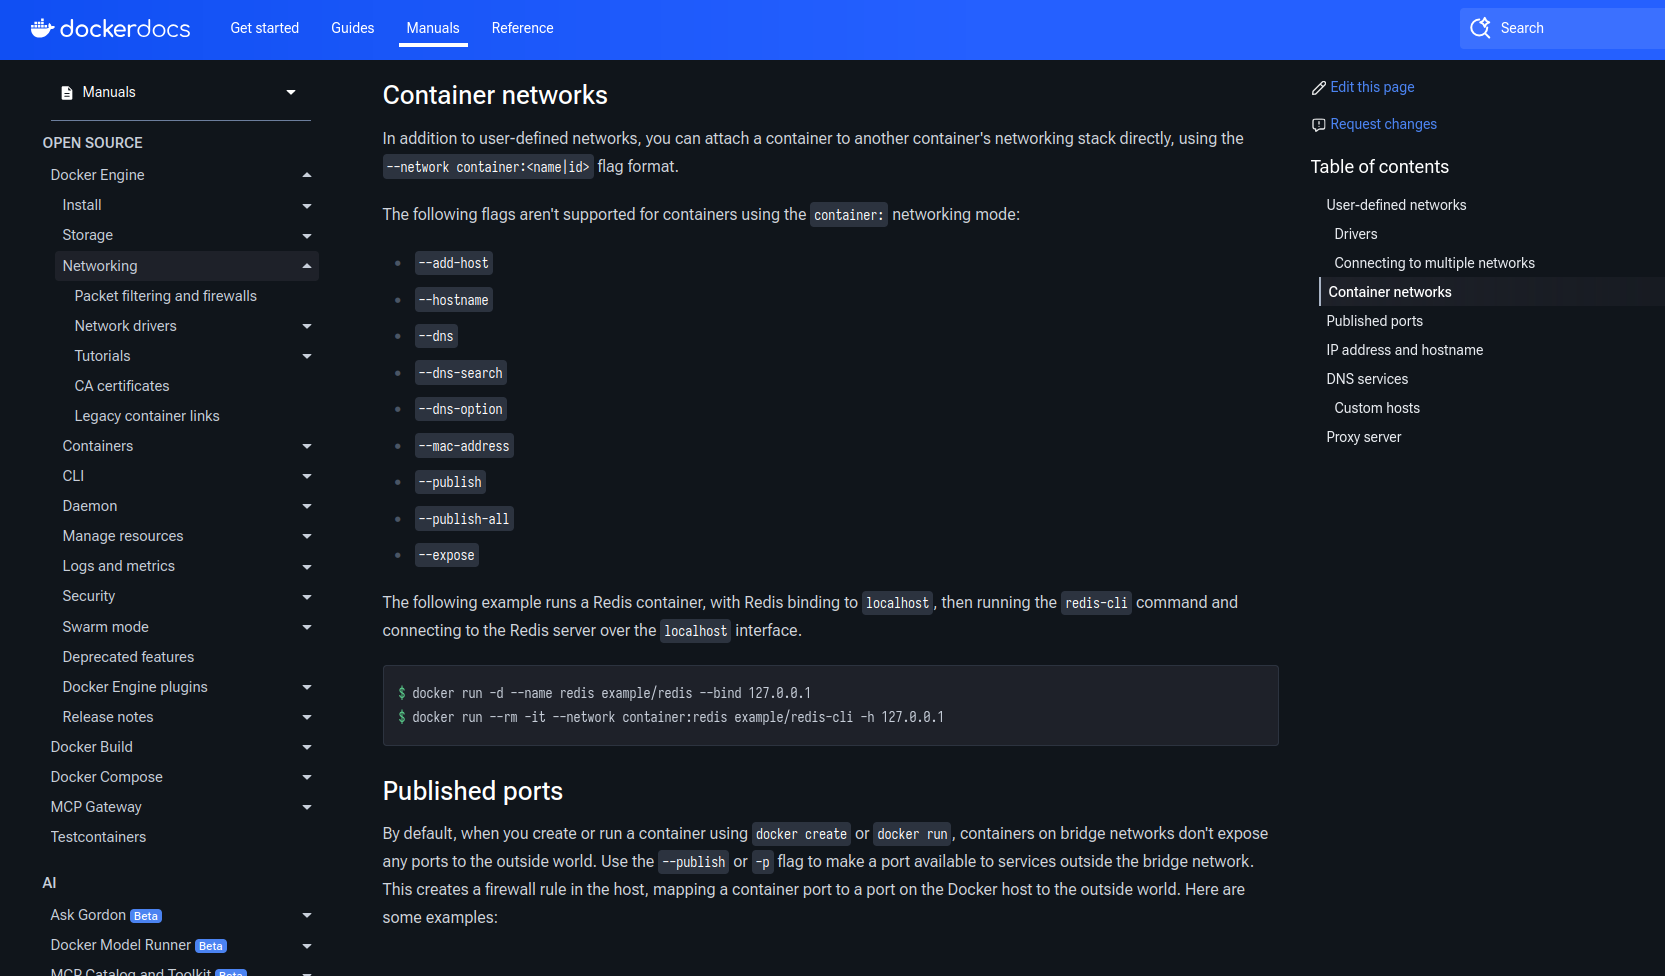 dockerdocs
Get started
Guides
Manuals
Reference
Search
Manuals
OPEN SOURCE
Docker Engine
Install
Storage
Networking
Packet filtering and firewalls
Network drivers
Tutorials
CA certificates
Legacy container links
Containers
CLI
Daemon
Manage resources
Logs and metrics
Security
Swarm mode
Deprecated features
Docker Engine plugins
Release notes
Docker Build
Docker Compose
MCP Gateway
Testcontainers
AI
Ask Gordon Beta
Docker Model Runner Beta
MCP Catalog and Toolkit Beta
Container networks
In addition to user-defined networks, you can attach a container to another container's networking stack directly, using the
--network container:<name|id> flag format.
The following flags aren't supported for containers using the container: networking mode:
--add-host
--hostname
--dns
--dns-search
--dns-option
--mac-address
--publish
--publish-all
--expose
The following example runs a Redis container, with Redis binding to localhost, then running the redis-cli command and
connecting to the Redis server over the localhost interface.
$ docker run -d --name redis example/redis --bind 127.0.0.1
$ docker run --rm -it --network container:redis example/redis-cli -h 127.0.0.1
Published ports
By default, when you create or run a container using docker create or docker run, containers on bridge networks don't expose
any ports to the outside world. Use the --publish or -p flag to make a port available to services outside the bridge network.
This creates a firewall rule in the host, mapping a container port to a port on the Docker host to the outside world. Here are
some examples:
Edit this page
Request changes
Table of contents
User-defined networks
Drivers
Connecting to multiple networks
Container networks
Published ports
IP address and hostname
DNS services
Custom hosts
Proxy server